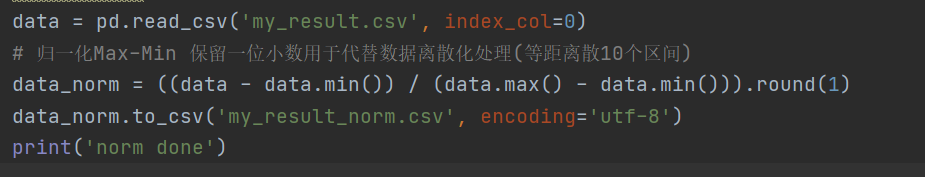 data = pd.read_csv('my_result.csv', index_col=0)
# 归一化Max-Min 保留一位小数用于代替数据离散化处理(等距离散10个区间)
data_norm = ((data - data.min()) / (data.max() - data.min())).round(1)
data_norm.to_csv('my_result_norm.csv', encoding='utf-8')
print('norm done')